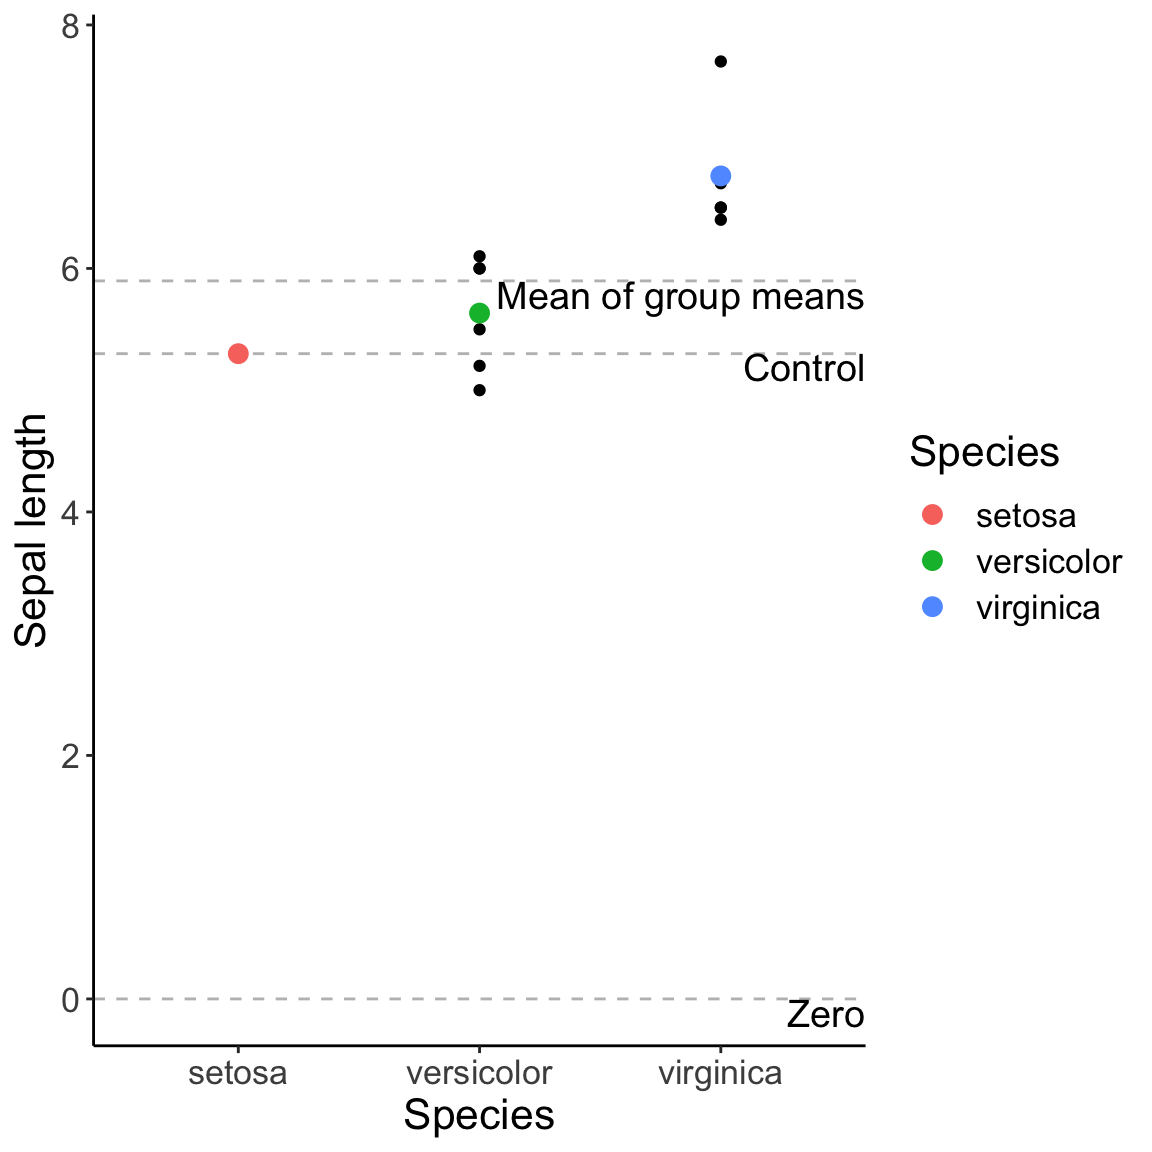 8
6
4
2
0
Sepal length
Mean of group means
Control
Zero
setosa
versicolor
virginica
Species
Species
setosa
versicolor
virginica